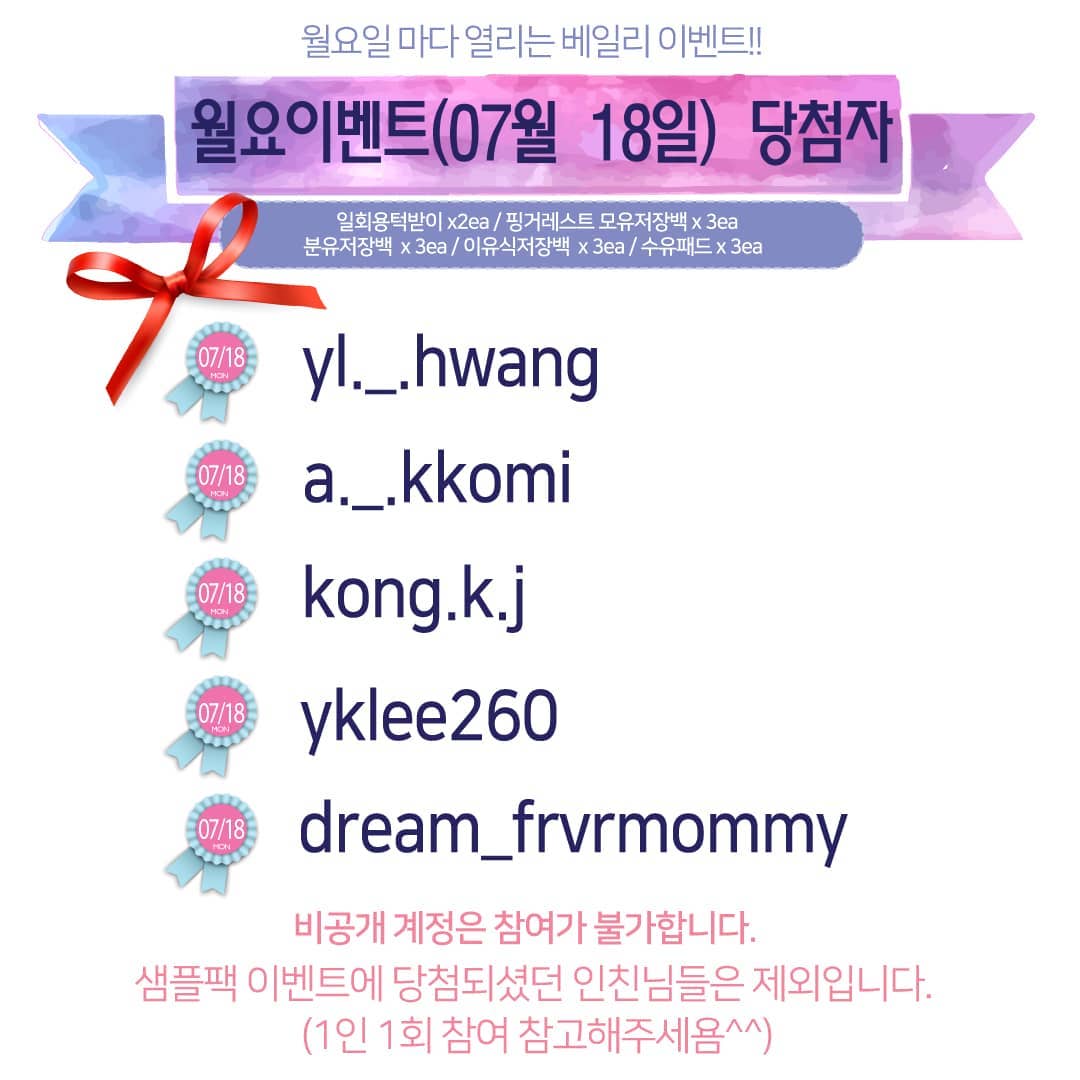 월요일 마다 열리는 베일리 이벤트!!
월요이벤트(07월 18일) 당첨자
일회용턱받이 x2ea / 핑거레스트 모유저장백 x 3ea
분유저장백 x 3ea / 이유식저장백 x 3ea / 수유패드 x 3ea
07/18
MON
yl._.hwang
07/18
MON
a._.kkomi
07/18
MON
kong.k.j
07/18
MON
yklee260
07/18
MON
dream_frvrmommy
비공개 계정은 참여가 불가합니다.
샘플팩 이벤트에 당첨되셨던 인친님들은 제외입니다.
(1인 1회 참여 참고해주세욤^^)